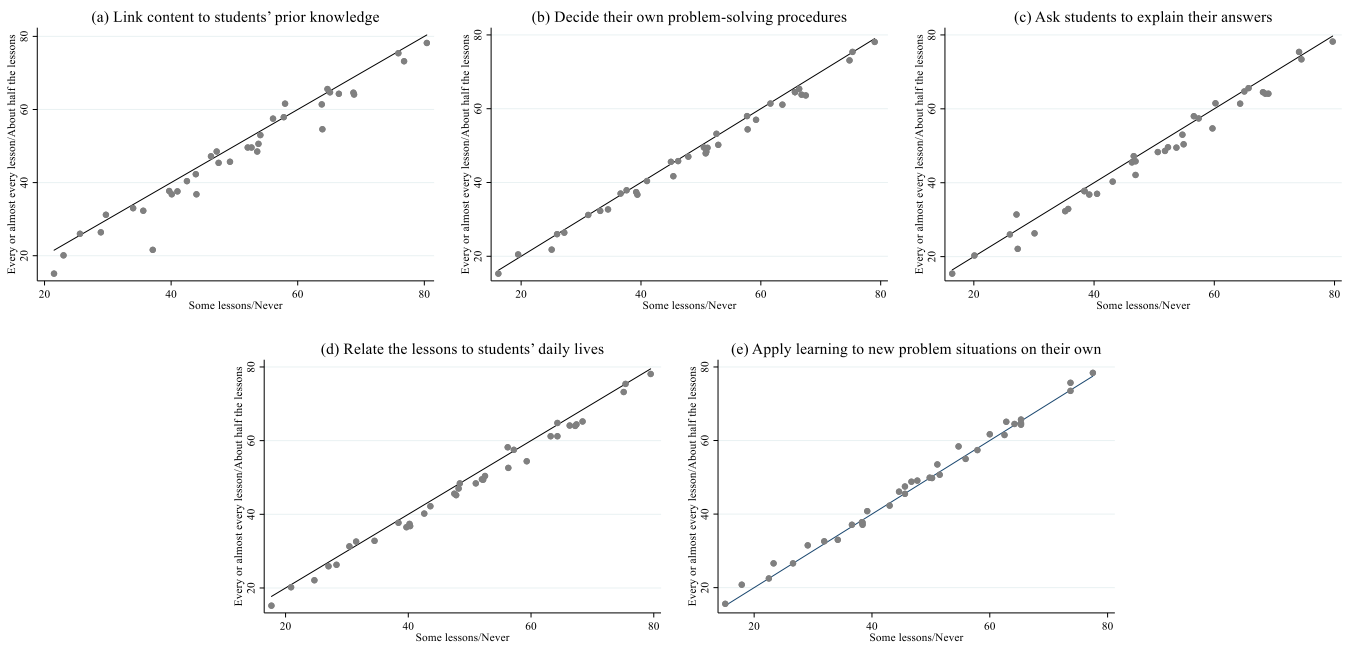 (a) Link content to students’ prior knowledge
Every or almost every lesson/About half the lessons
80
60
40
20
20 40 60 80
Some lessons/Never
(b) Decide their own problem-solving procedures
Every or almost every lesson/About half the lessons
80
60
40
20
20 40 60 80
Some lessons/Never
(c) Ask students to explain their answers
Every or almost every lesson/About half the lessons
80
60
40
20
20 40 60 80
Some lessons/Never
(d) Relate the lessons to students’ daily lives
Every or almost every lesson/About half the lessons
80
60
40
20
20 40 60 80
Some lessons/Never
(e) Apply learning to new problem situations on their own
Every or almost every lesson/About half the lessons
80
60
40
20
20 40 60 80
Some lessons/Never